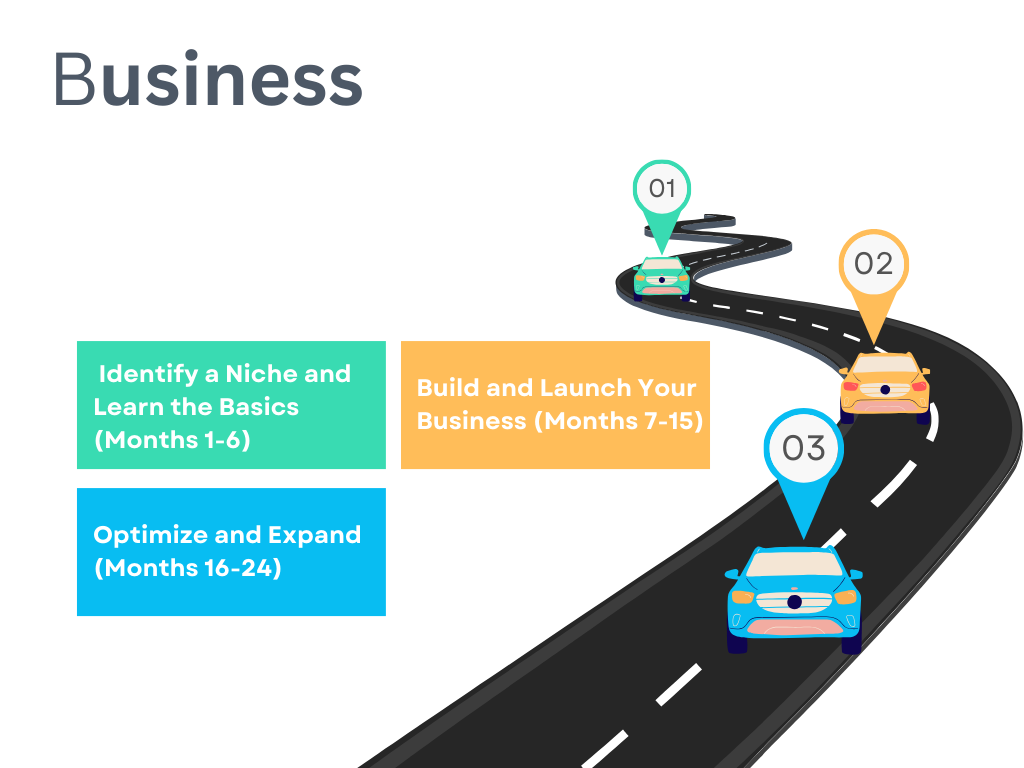 Business
01
02
Identify a Niche and
Learn the Basics
(Months 1-6)
Build and Launch Your
Business (Months 7-15)
03
Optimize and Expand
(Months 16-24)